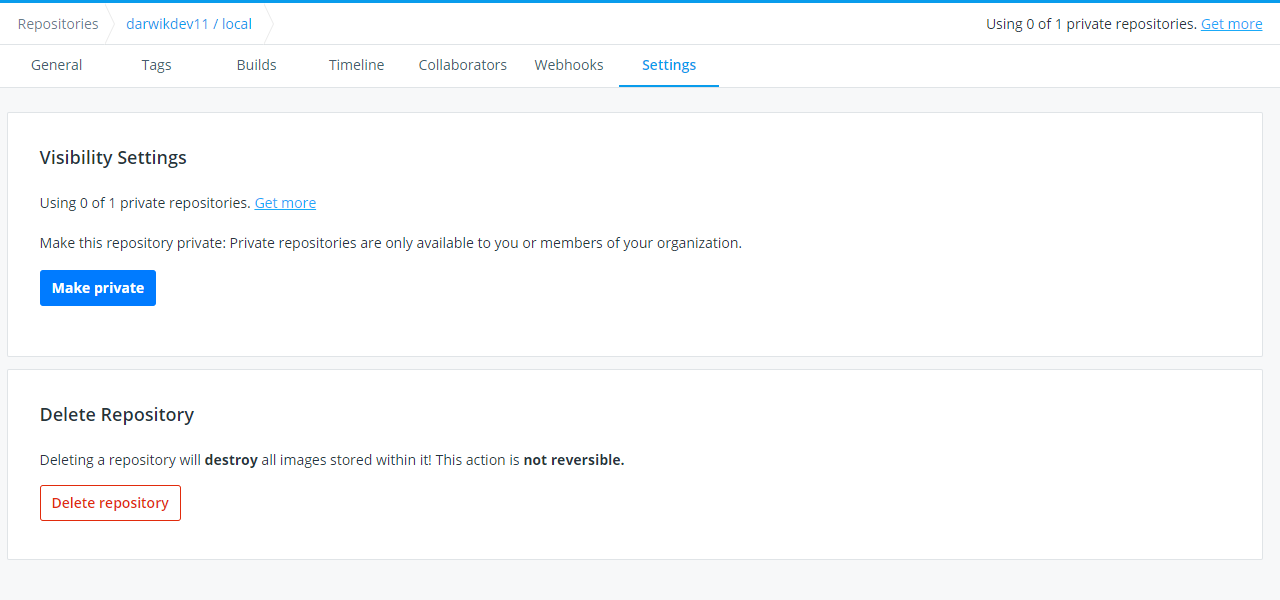 Repositories darwikdev11 / local Using 0 of 1 private repositories. Get more
General Tags Builds Timeline Collaborators Webhooks Settings
Visibility Settings
Using 0 of 1 private repositories. Get more
Make this repository private: Private repositories are only available to you or members of your organization.
Make private
Delete Repository
Deleting a repository will destroy all images stored within it! This action is not reversible.
Delete repository